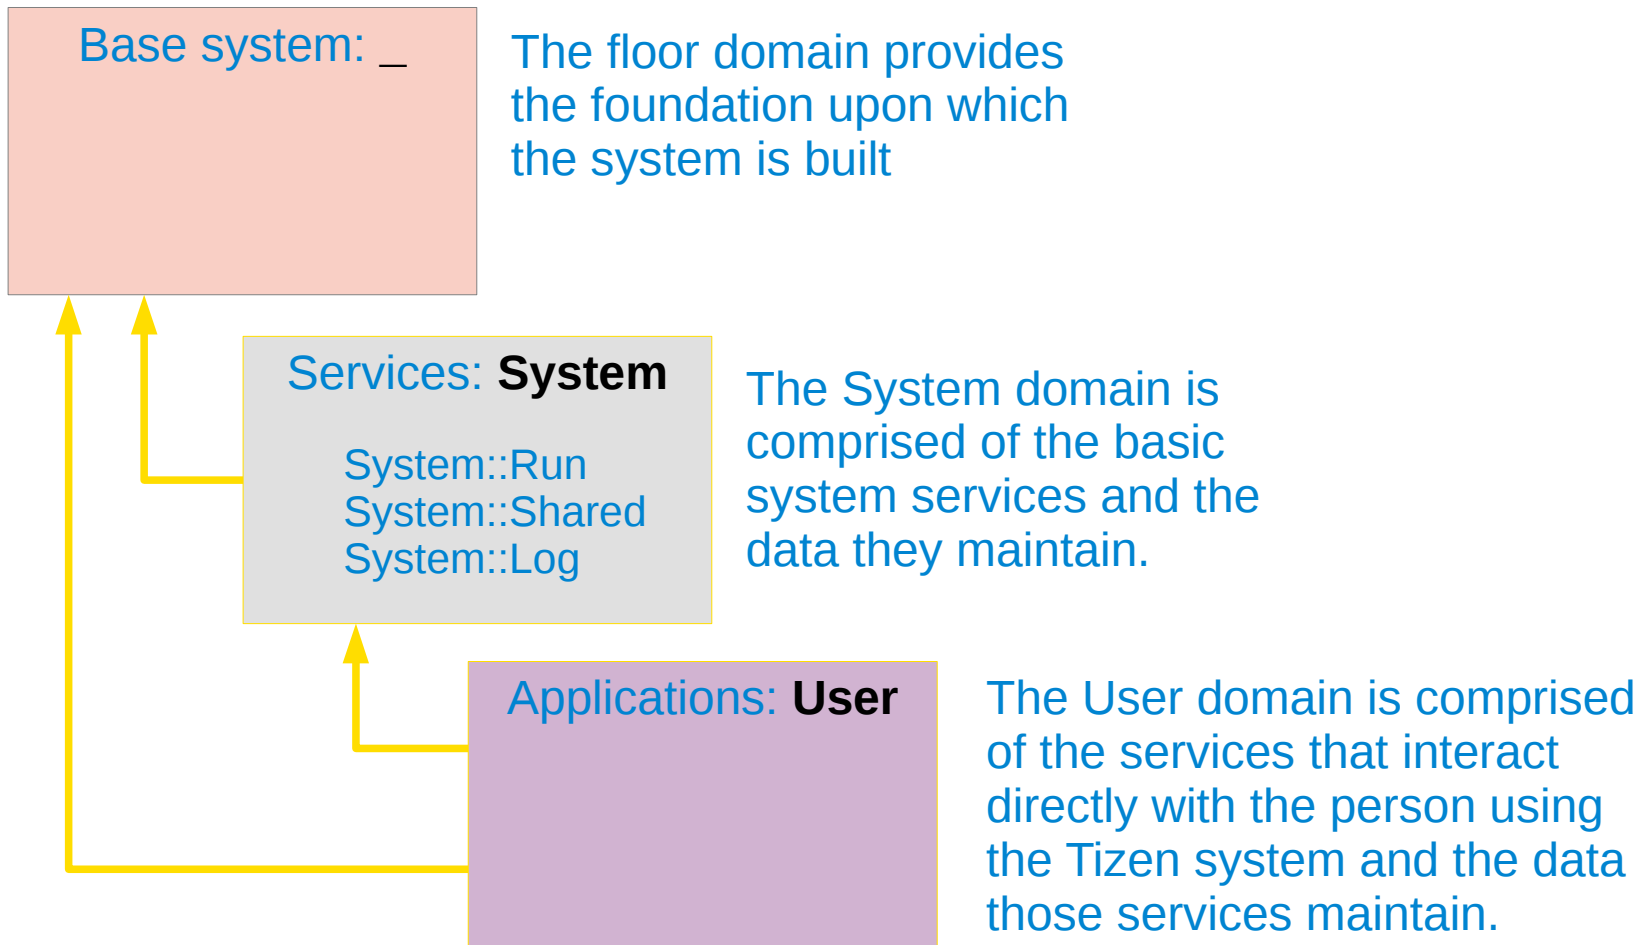 Base system: _
The floor domain provides
the foundation upon which
the system is built
Services: System
System::Run
System::Shared
System::Log
The System domain is
comprised of the basic
system services and the
data they maintain.
Applications: User
The User domain is comprised
of the services that interact
directly with the person using
the Tizen system and the data
those services maintain.